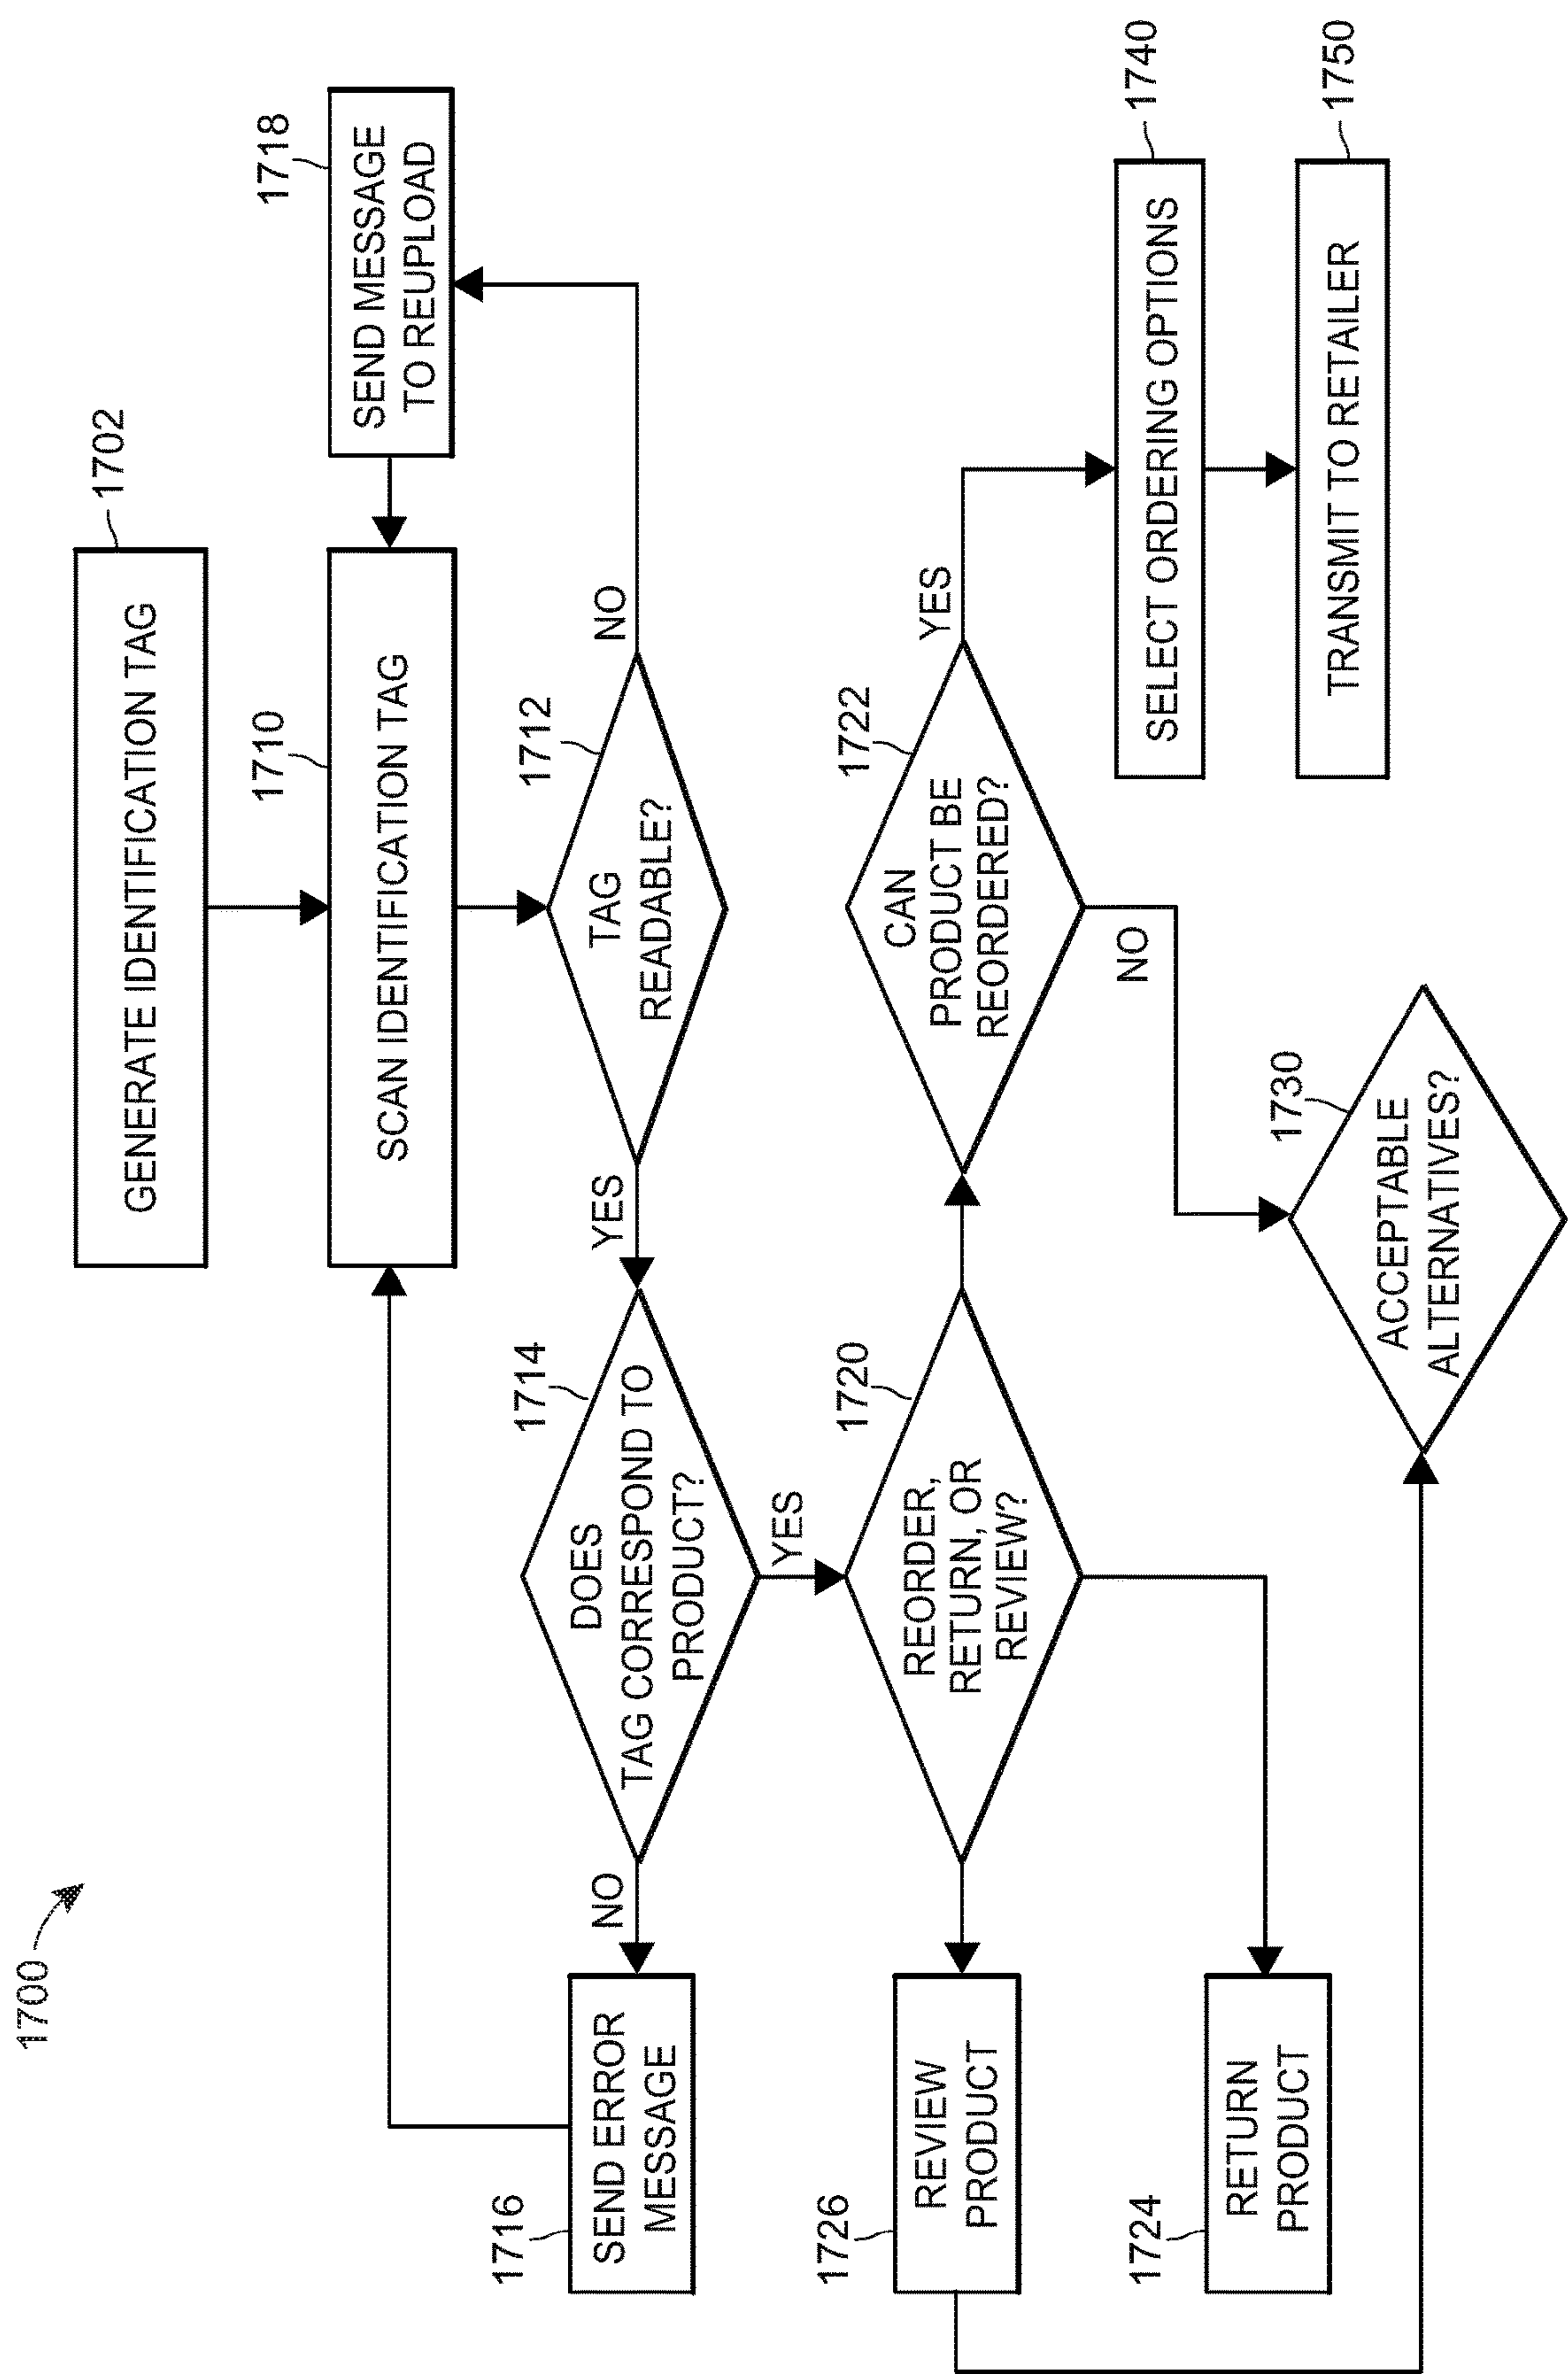 1700
1702
GENERATE IDENTIFICATION TAG
1710
SCAN IDENTIFICATION TAG
1718
SEND MESSAGE
TO REUPLOAD
1712
TAG
READABLE?
NO
YES
1714
DOES
TAG CORRESPOND TO
PRODUCT?
NO
YES
1716
SEND ERROR
MESSAGE
1720
REORDER,
RETURN, OR
REVIEW?
1722
CAN
PRODUCT BE
REORDERED?
YES
NO
1726
REVIEW
PRODUCT
1724
RETURN
PRODUCT
1730
ACCEPTABLE
ALTERNATIVES?
1740
SELECT ORDERING OPTIONS
1750
TRANSMIT TO RETAILER